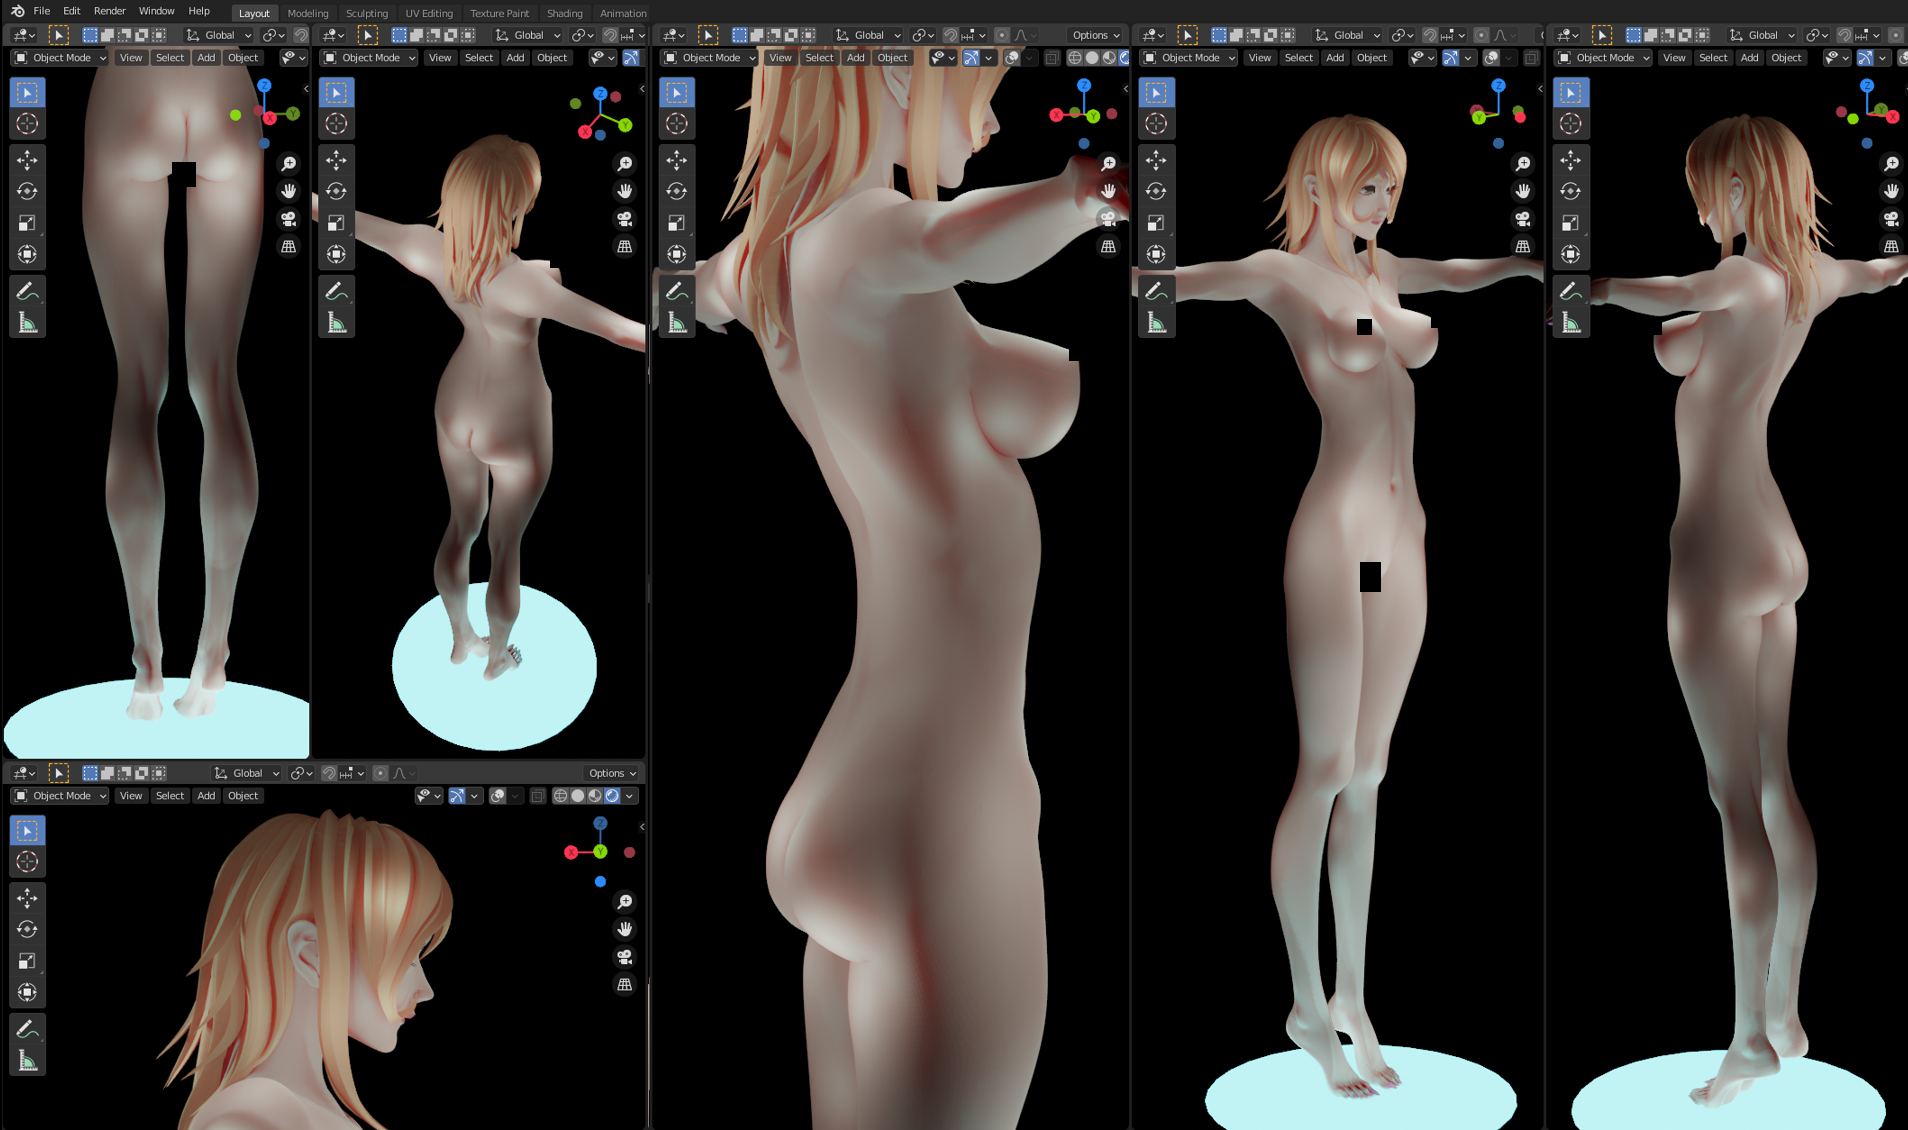 File Edit Render Window Help Layout Modeling Sculpting UV Editing Texture Paint Shading Animation
Global Global Global Options Global Global
Object Mode View Select Add Object Object Mode View Select Add Object Object Mode View Select Add Object Object Mode View Select Add Object Object Mode View Select Add Object
Z Y X
Z Y X
Z X Y
Z Y
Z Y X
Global Options
Object Mode View Select Add Object
Z X Y